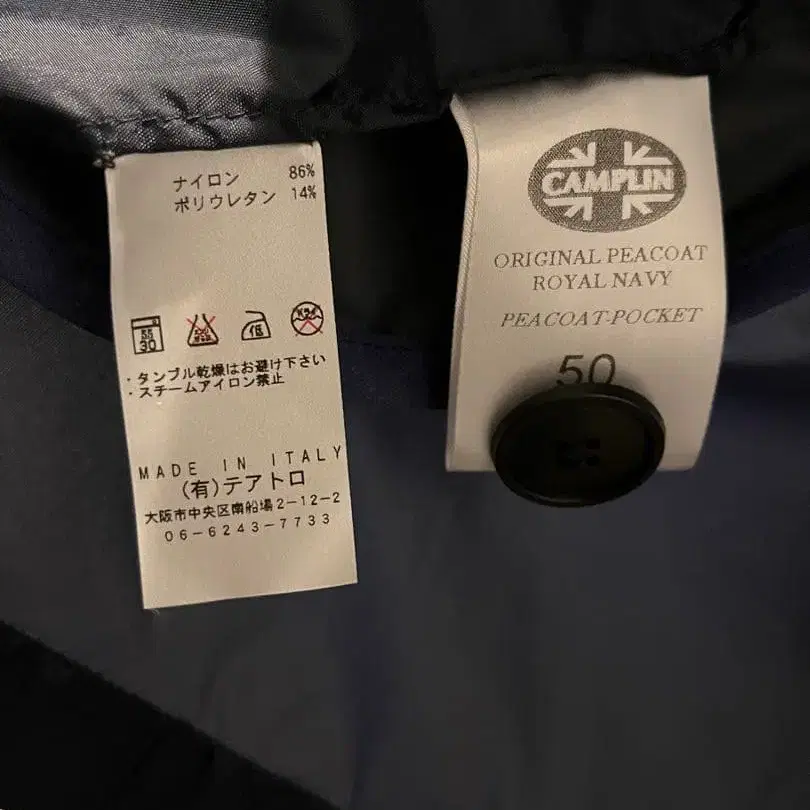 ナイロン 86%
ポリウレタン 14%
・タンブル乾燥はお避け下さい
・スチームアイロン禁止
MADE IN ITALY
(有)テアトロ
大阪市中央区南船場2-12-2
06-6243-7733
CAMPLIN
ORIGINAL PEACOAT
ROYAL NAVY
PEACOAT-POCKET
50